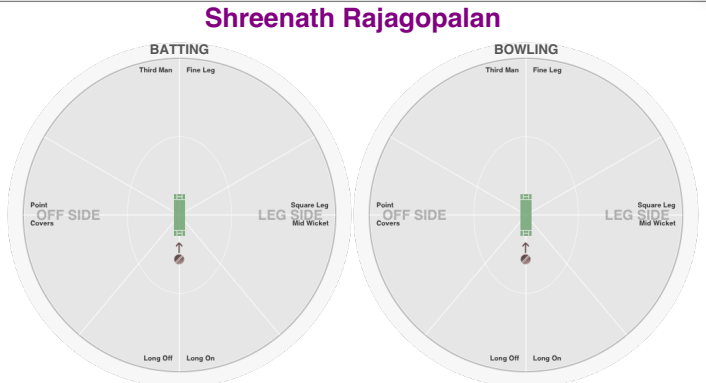 Shreenath Rajagopalan
BATTING
Third Man Fine Leg
Point
OFF SIDE
Covers
Square Leg
LEG SIDE
Mid Wicket
Long Off Long On
BOWLING
Third Man Fine Leg
Point
OFF SIDE
Covers
Square Leg
LEG SIDE
Mid Wicket
Long Off Long On